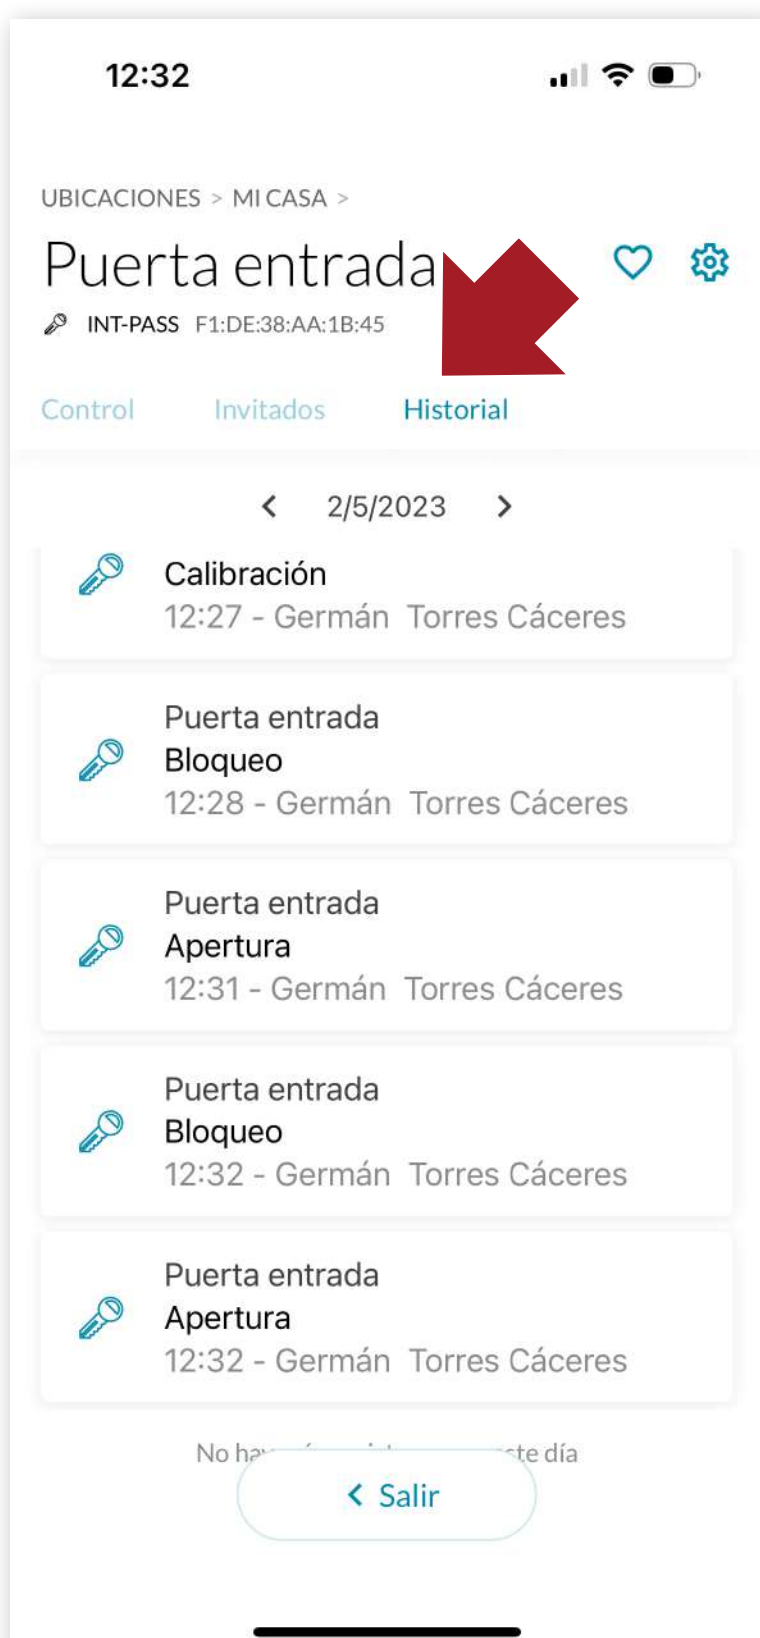 12:32
UBICACIONES > MI CASA >
Puerta entrada
INT-PASS F1:DE:38:AA:1B:45
Control Invitados Historial
< 2/5/2023 >
Calibración
12:27 - Germán Torres Cáceres
Puerta entrada
Bloqueo
12:28 - Germán Torres Cáceres
Puerta entrada
Apertura
12:31 - Germán Torres Cáceres
Puerta entrada
Bloqueo
12:32 - Germán Torres Cáceres
Puerta entrada
Apertura
12:32 - Germán Torres Cáceres
No día
< Salir